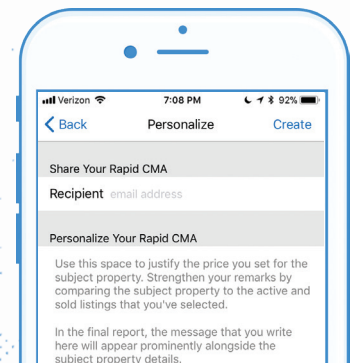 Verizon 7:08 PM 92%
Back Personalize Create
Share Your Rapid CMA
Recipient email address
Personalize Your Rapid CMA
Use this space to justify the price you set for the
subject property. Strengthen your remarks by
comparing the subject property to the active and
sold listings that you've selected.
In the final report, the message that you write
here will appear prominently alongside the
subject property details.